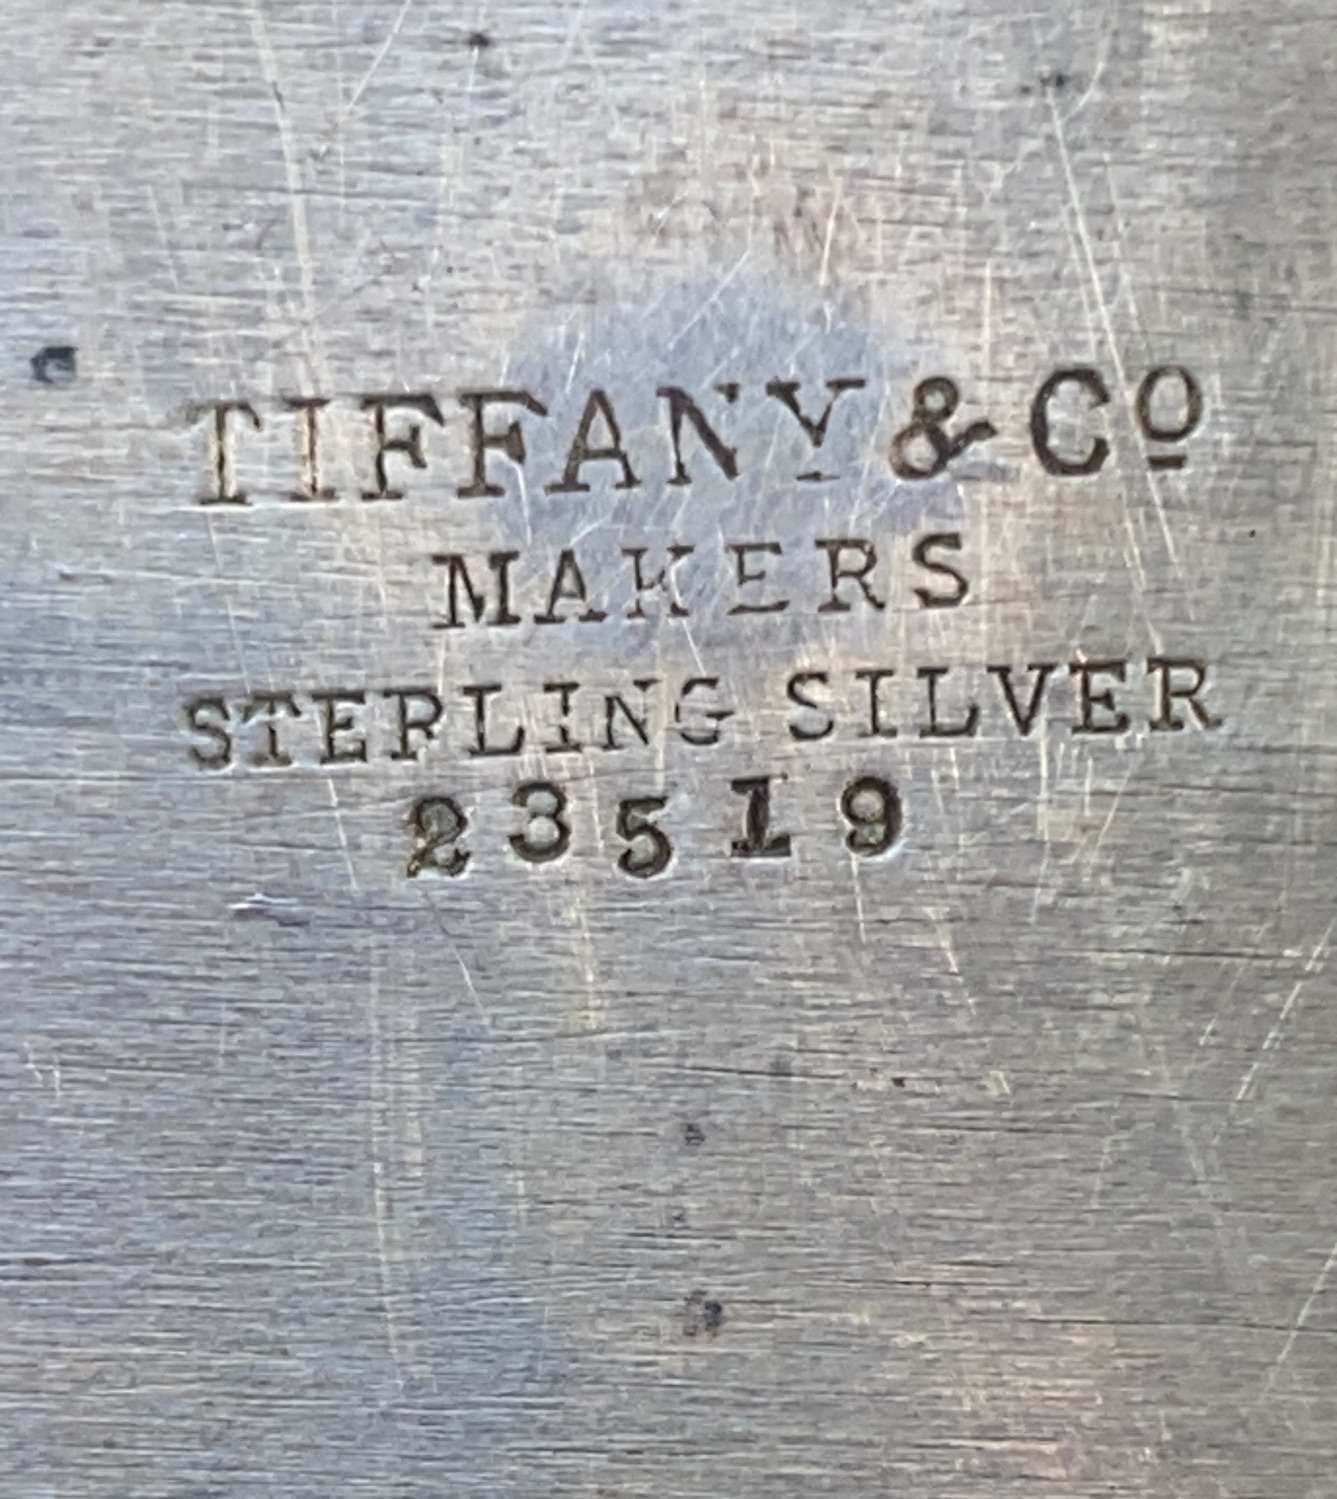 TIFFANY & Cº
MAKERS
STERLING SILVER
23519